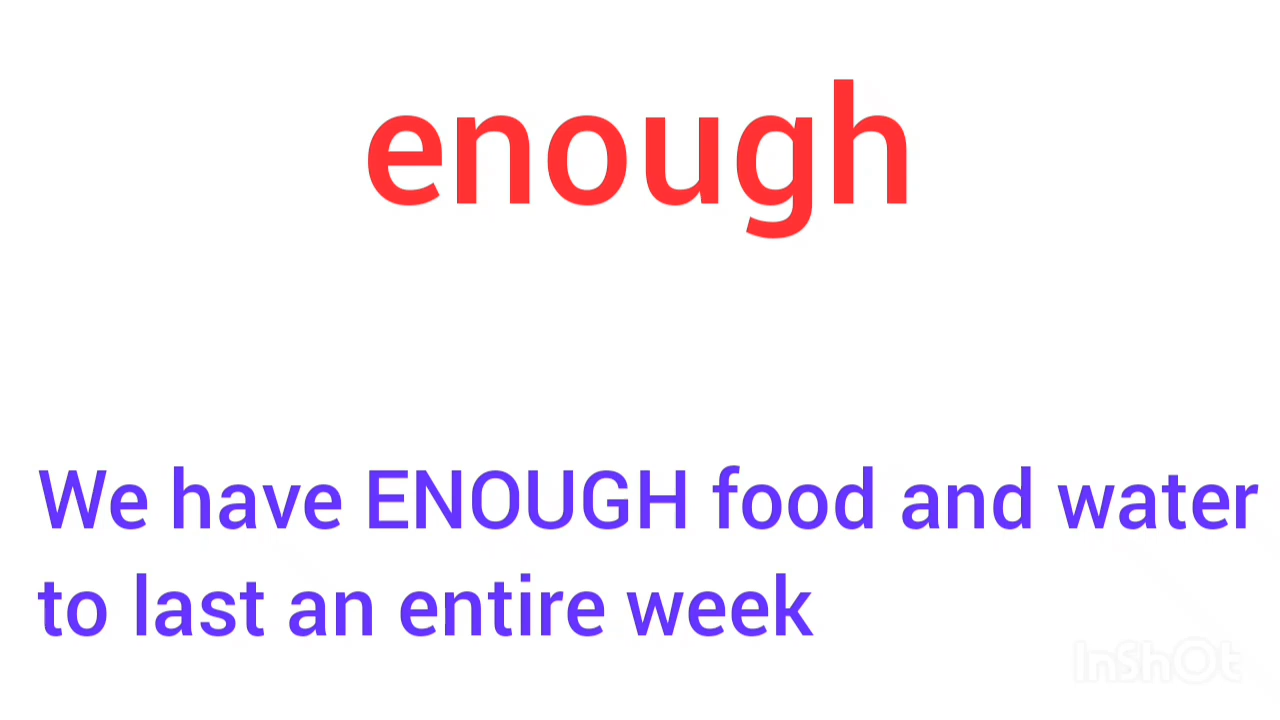 enough
We have ENOUGH food and water
to last an entire week
InShOt